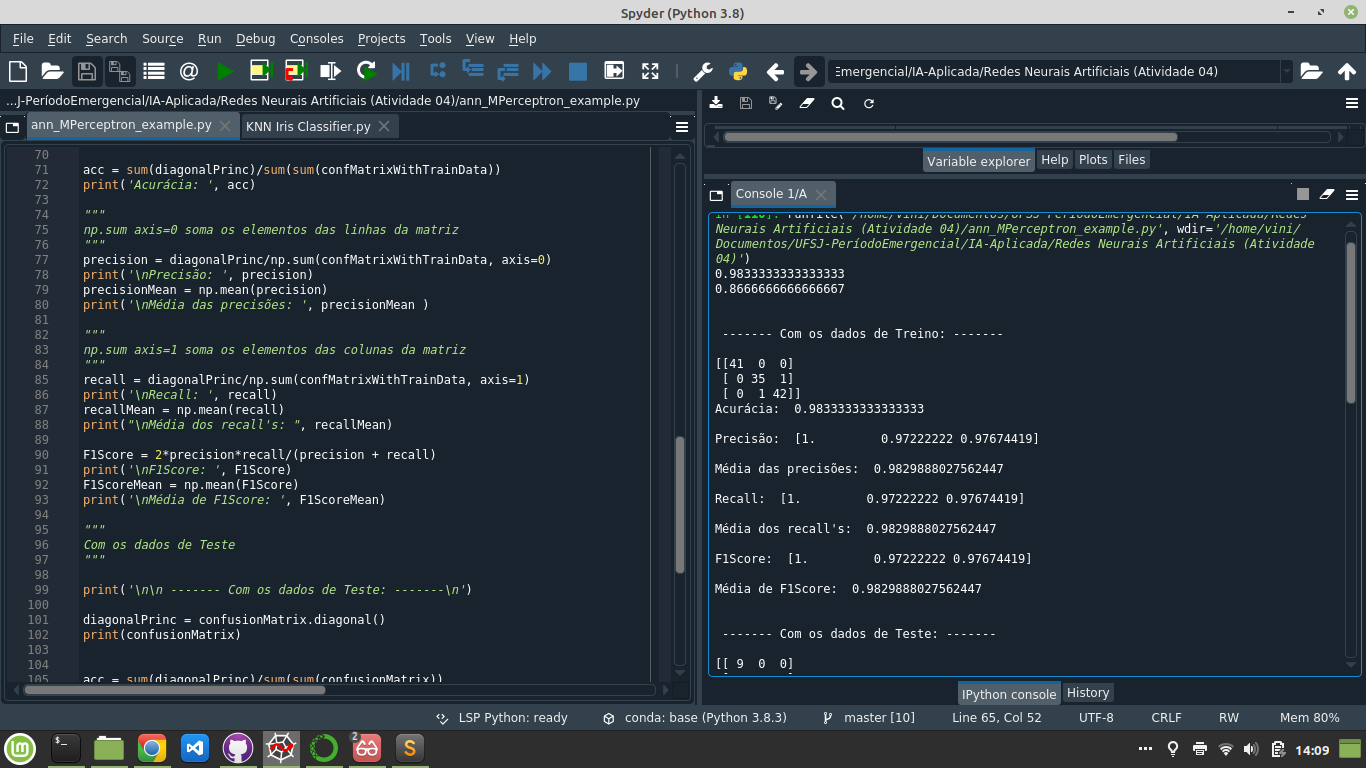 Spyder (Python 3.8)
File Edit Search Source Run Debug Consoles Projects Tools View Help
Emergencial/IA-Aplicada/Redes Neurais Artificiais (Atividade 04)
...J-PeríodoEmergencial/IA-Aplicada/Redes Neurais Artificiais (Atividade 04)/ann_MPerceptron_example.py
ann_MPerceptron_example.py KNN Iris Classifier.py
70
71 acc = sum(diagonalPrinc)/sum(sum(confMatrixWithTrainData))
72 print('Acurácia: ', acc)
73
74 """
75 np.sum axis=0 soma os elementos das linhas da matriz
76 """
77 precision = diagonalPrinc/np.sum(confMatrixWithTrainData, axis=0)
78 print('\nPrecisão: ', precision)
79 precisionMean = np.mean(precision)
80 print('\nMédia das precisões: ', precisionMean )
81
82 """
83 np.sum axis=1 soma os elementos das colunas da matriz
84 """
85 recall = diagonalPrinc/np.sum(confMatrixWithTrainData, axis=1)
86 print('\nRecall: ', recall)
87 recallMean = np.mean(recall)
88 print("\nMédia dos recall's: ", recallMean)
89
90 F1Score = 2*precision*recall/(precision + recall)
91 print('\nF1Score: ', F1Score)
92 F1ScoreMean = np.mean(F1Score)
93 print('\nMédia de F1Score: ', F1ScoreMean)
94
95 """
96 Com os dados de Teste
97 """
98
99 print('\n\n ------- Com os dados de Teste: -------\n')
100
101 diagonalPrinc = confusionMatrix.diagonal()
102 print(confusionMatrix)
103
104
105 acc = sum(diagonalPrinc)/sum(sum(confusionMatrix))
Variable explorer Help Plots Files
Console 1/A
In [110]: runfile('/home/vini/Documentos/UFSJ-PeríodoEmergencial/IA-Aplicada/Redes
Neurais Artificiais (Atividade 04)/ann_MPerceptron_example.py', wdir='/home/vini/
Documentos/UFSJ-PeríodoEmergencial/IA-Aplicada/Redes Neurais Artificiais (Atividade
04)')
0.9833333333333333
0.8666666666666667
------- Com os dados de Treino: -------
[[41 0 0]
[ 0 35 1]
[ 0 1 42]]
Acurácia: 0.9833333333333333
Precisão: [1. 0.97222222 0.97674419]
Média das precisões: 0.9829888027562447
Recall: [1. 0.97222222 0.97674419]
Média dos recall's: 0.9829888027562447
F1Score: [1. 0.97222222 0.97674419]
Média de F1Score: 0.9829888027562447
------- Com os dados de Teste: -------
[[ 9 0 0]
IPython console History
LSP Python: ready conda: base (Python 3.8.3) master [10] Line 65, Col 52 UTF-8 CRLF RW Mem 80%
2
14:09